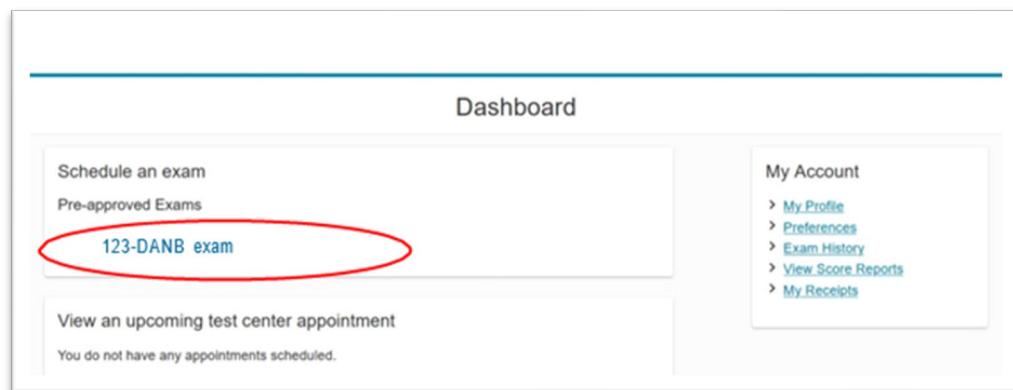 Dashboard
Schedule an exam
Pre-approved Exams
123-DANB exam
View an upcoming test center appointment
You do not have any appointments scheduled.
My Account
My Profile
Preferences
Exam History
View Score Reports
My Receipts